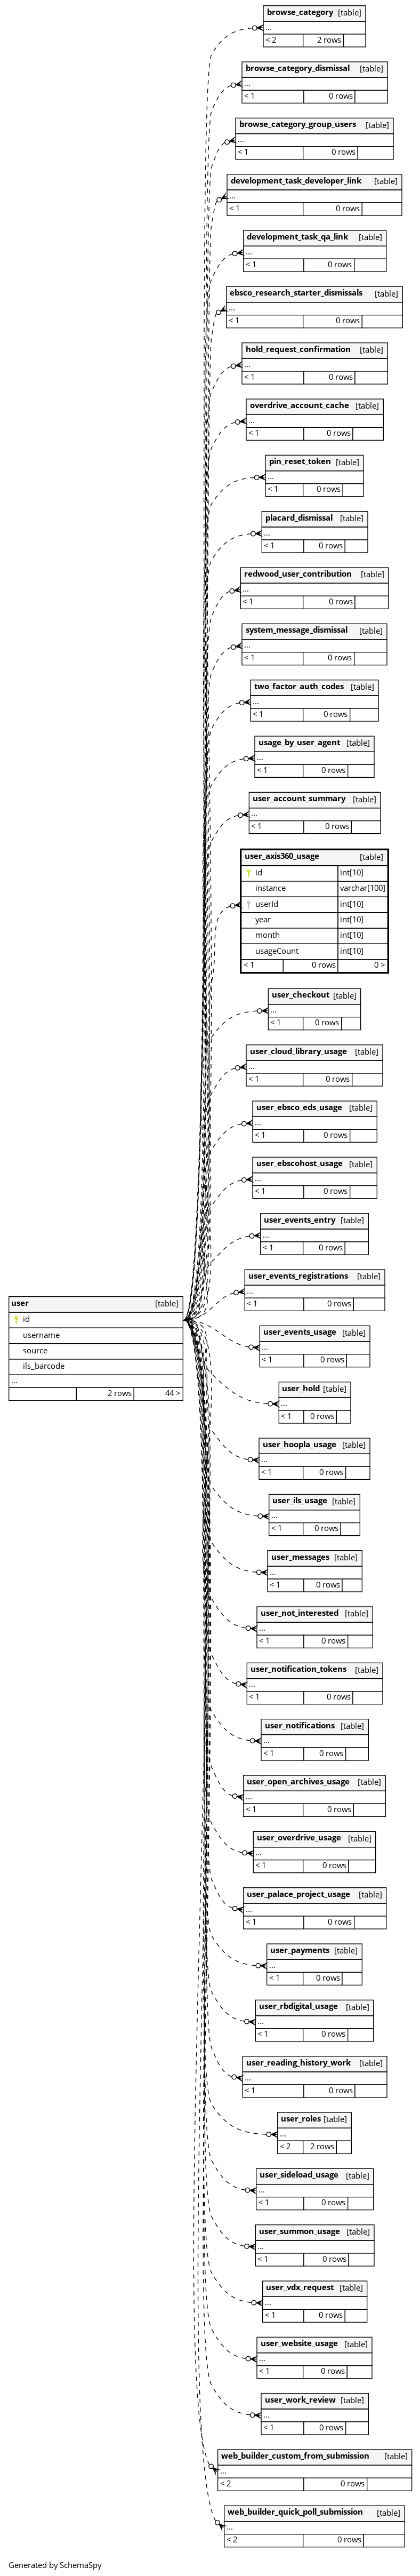 browse_category [table]
...
< 2 2 rows
browse_category_dismissal [table]
...
< 1 0 rows
browse_category_group_users [table]
...
< 1 0 rows
development_task_developer_link [table]
...
< 1 0 rows
development_task_qa_link [table]
...
< 1 0 rows
ebsco_research_starter_dismissals [table]
...
< 1 0 rows
hold_request_confirmation [table]
...
< 1 0 rows
overdrive_account_cache [table]
...
< 1 0 rows
pin_reset_token [table]
...
< 1 0 rows
placard_dismissal [table]
...
< 1 0 rows
redwood_user_contribution [table]
...
< 1 0 rows
system_message_dismissal [table]
...
< 1 0 rows
two_factor_auth_codes [table]
...
< 1 0 rows
usage_by_user_agent [table]
...
< 1 0 rows
user_account_summary [table]
...
< 1 0 rows
user_axis360_usage [table]
id int[10]
instance varchar[100]
userId int[10]
year int[10]
month int[10]
usageCount int[10]
< 1 0 rows 0 >
user_checkout [table]
...
< 1 0 rows
user_cloud_library_usage [table]
...
< 1 0 rows
user_ebsco_eds_usage [table]
...
< 1 0 rows
user_ebscohost_usage [table]
...
< 1 0 rows
user_events_entry [table]
...
< 1 0 rows
user_events_registrations [table]
...
< 1 0 rows
user [table]
id
username
source
ils_barcode
...
2 rows 44 >
user_events_usage [table]
...
< 1 0 rows
user_hold [table]
...
< 1 0 rows
user_hoopla_usage [table]
...
< 1 0 rows
user_ils_usage [table]
...
< 1 0 rows
user_messages [table]
...
< 1 0 rows
user_not_interested [table]
...
< 1 0 rows
user_notification_tokens [table]
...
< 1 0 rows
user_notifications [table]
...
< 1 0 rows
user_open_archives_usage [table]
...
< 1 0 rows
user_overdrive_usage [table]
...
< 1 0 rows
user_palace_project_usage [table]
...
< 1 0 rows
user_payments [table]
...
< 1 0 rows
user_rbdigital_usage [table]
...
< 1 0 rows
user_reading_history_work [table]
...
< 1 0 rows
user_roles [table]
...
< 2 2 rows
user_sideload_usage [table]
...
< 1 0 rows
user_summon_usage [table]
...
< 1 0 rows
user_vdx_request [table]
...
< 1 0 rows
user_website_usage [table]
...
< 1 0 rows
user_work_review [table]
...
< 1 0 rows
web_builder_custom_from_submission [table]
...
< 2 0 rows
web_builder_quick_poll_submission [table]
...
< 2 0 rows
Generated by SchemaSpy